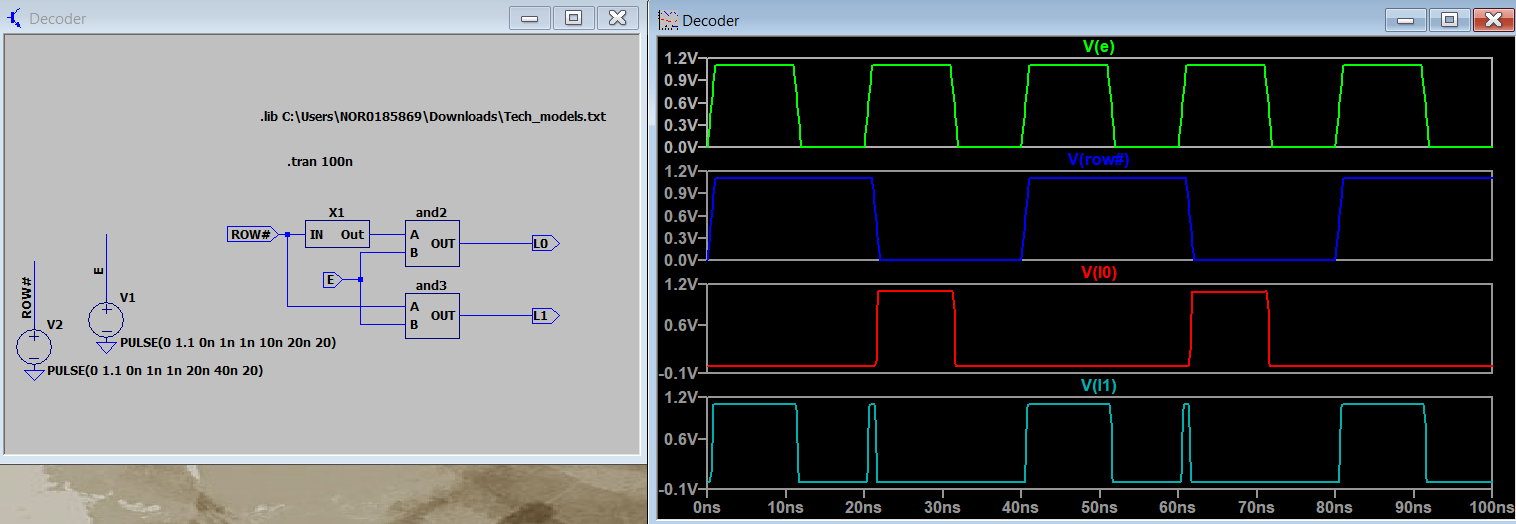 Decoder
.lib C:\Users\NOR0185869\Downloads\Tech_models.txt
.tran 100n
X1
and2
ROW#
IN
Out
A
B
OUT
L0
E
and3
A
B
OUT
L1
ROW#
E
V1
V2
PULSE(0 1.1 0n 1n 1n 10n 20n 20)
PULSE(0 1.1 0n 1n 1n 20n 40n 20)
Decoder
V(e)
1.2V
0.9V
0.6V
0.3V
0.0V
V(row#)
1.2V
0.9V
0.6V
0.3V
0.0V
V(l0)
1.2V
0.6V
-0.1V
V(l1)
1.2V
0.6V
-0.1V
0ns 10ns 20ns 30ns 40ns 50ns 60ns 70ns 80ns 90ns 100ns